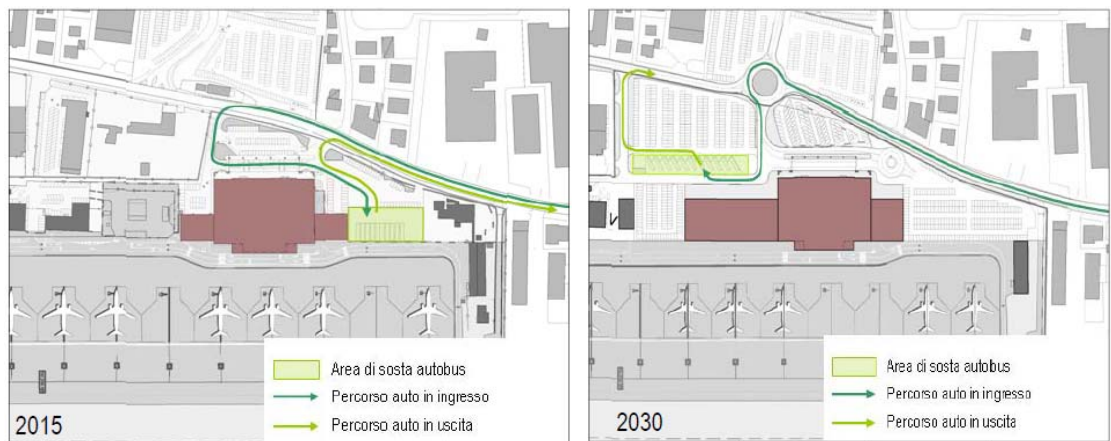 Area di sosta autobus
Percorso auto in ingresso
Percorso auto in uscita
2015
Area di sosta autobus
Percorso auto in ingresso
Percorso auto in uscita
2030